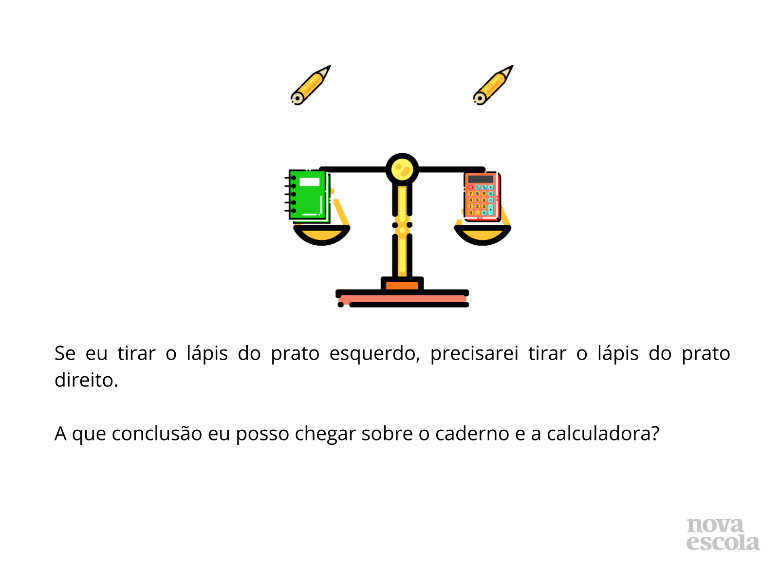 Se eu tirar o lápis do prato esquerdo, precisarei tirar o lápis do prato
direito.
A que conclusão eu posso chegar sobre o caderno e a calculadora?
nova
escola